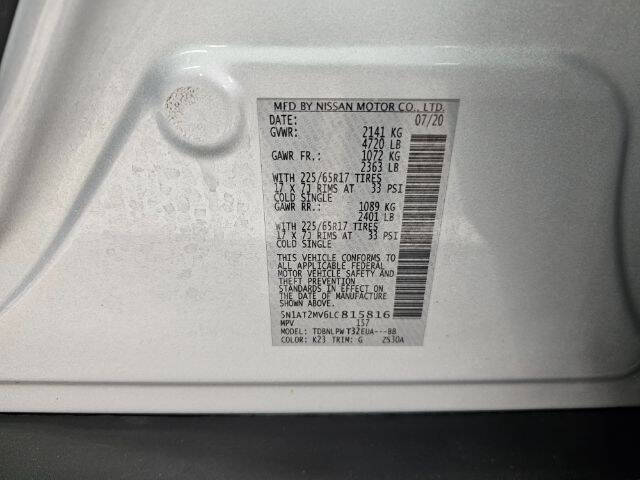 MFD BY NISSAN MOTOR CO., LTD.
DATE: 07/20
GVWR: 2141 KG
4720 LB
GAWR FR.: 1072 KG
2363 LB
WITH 225/65R17 TIRES
17 X 7J RIMS AT 33 PSI
COLD SINGLE
GAWR RR.: 1089 KG
2401 LB
WITH 225/65R17 TIRES
17 X 7J RIMS AT 33 PSI
COLD SINGLE
THIS VEHICLE CONFORMS TO
ALL APPLICABLE FEDERAL
MOTOR VEHICLE SAFETY AND
THEFT PREVENTION
STANDARDS IN EFFECT ON
THE DATE OF MANUFACTURE
SHOWN ABOVE.
5N1AT2MV6LC815816
MPV 157
MODEL: TDBNLPW T32EUA---BB
COLOR: K23 TRIM: G ZS30A